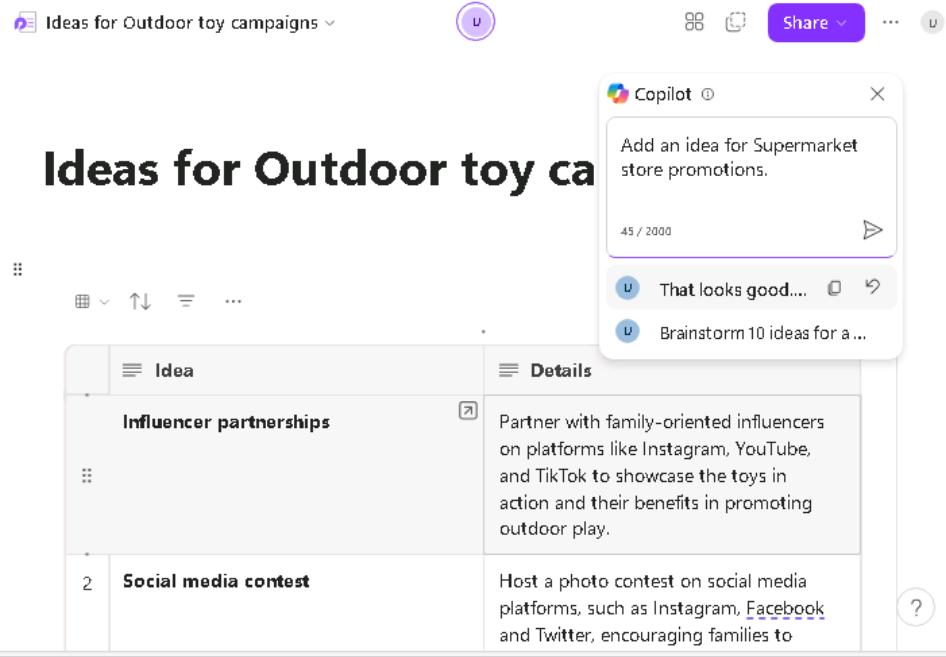 Ideas for Outdoor toy campaigns
U
Share
U
Copilot
Add an idea for Supermarket
store promotions.
45 / 2000
U
That looks good....
U
Brainstorm 10 ideas for a ...
Ideas for Outdoor toy ca
Idea
Details
Influencer partnerships
Partner with family-oriented influencers
on platforms like Instagram, YouTube,
and TikTok to showcase the toys in
action and their benefits in promoting
outdoor play.
2
Social media contest
Host a photo contest on social media
platforms, such as Instagram, Facebook
and Twitter, encouraging families to
?